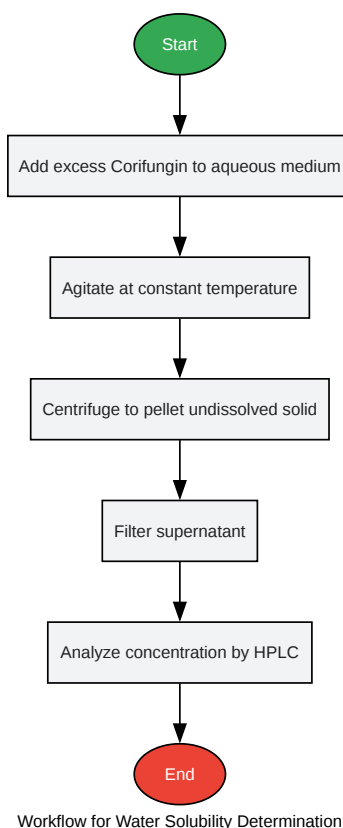 Start
Add excess Corifungin to aqueous medium
Agitate at constant temperature
Centrifuge to pellet undissolved solid
Filter supernatant
Analyze concentration by HPLC
End
Workflow for Water Solubility Determination